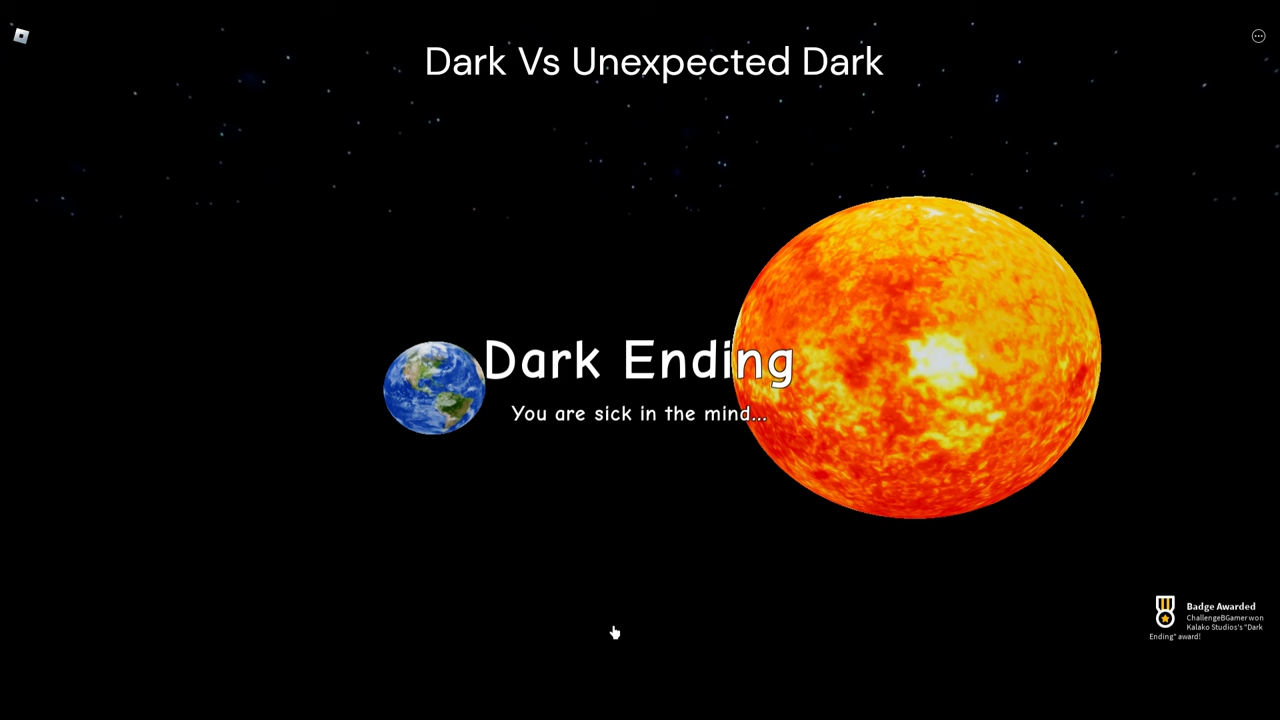 Dark Vs Unexpected Dark
Dark Ending
You are sick in the mind...
Badge Awarded
ChallengeBGamer won
Kalako Studios's "Dark
Ending" award!